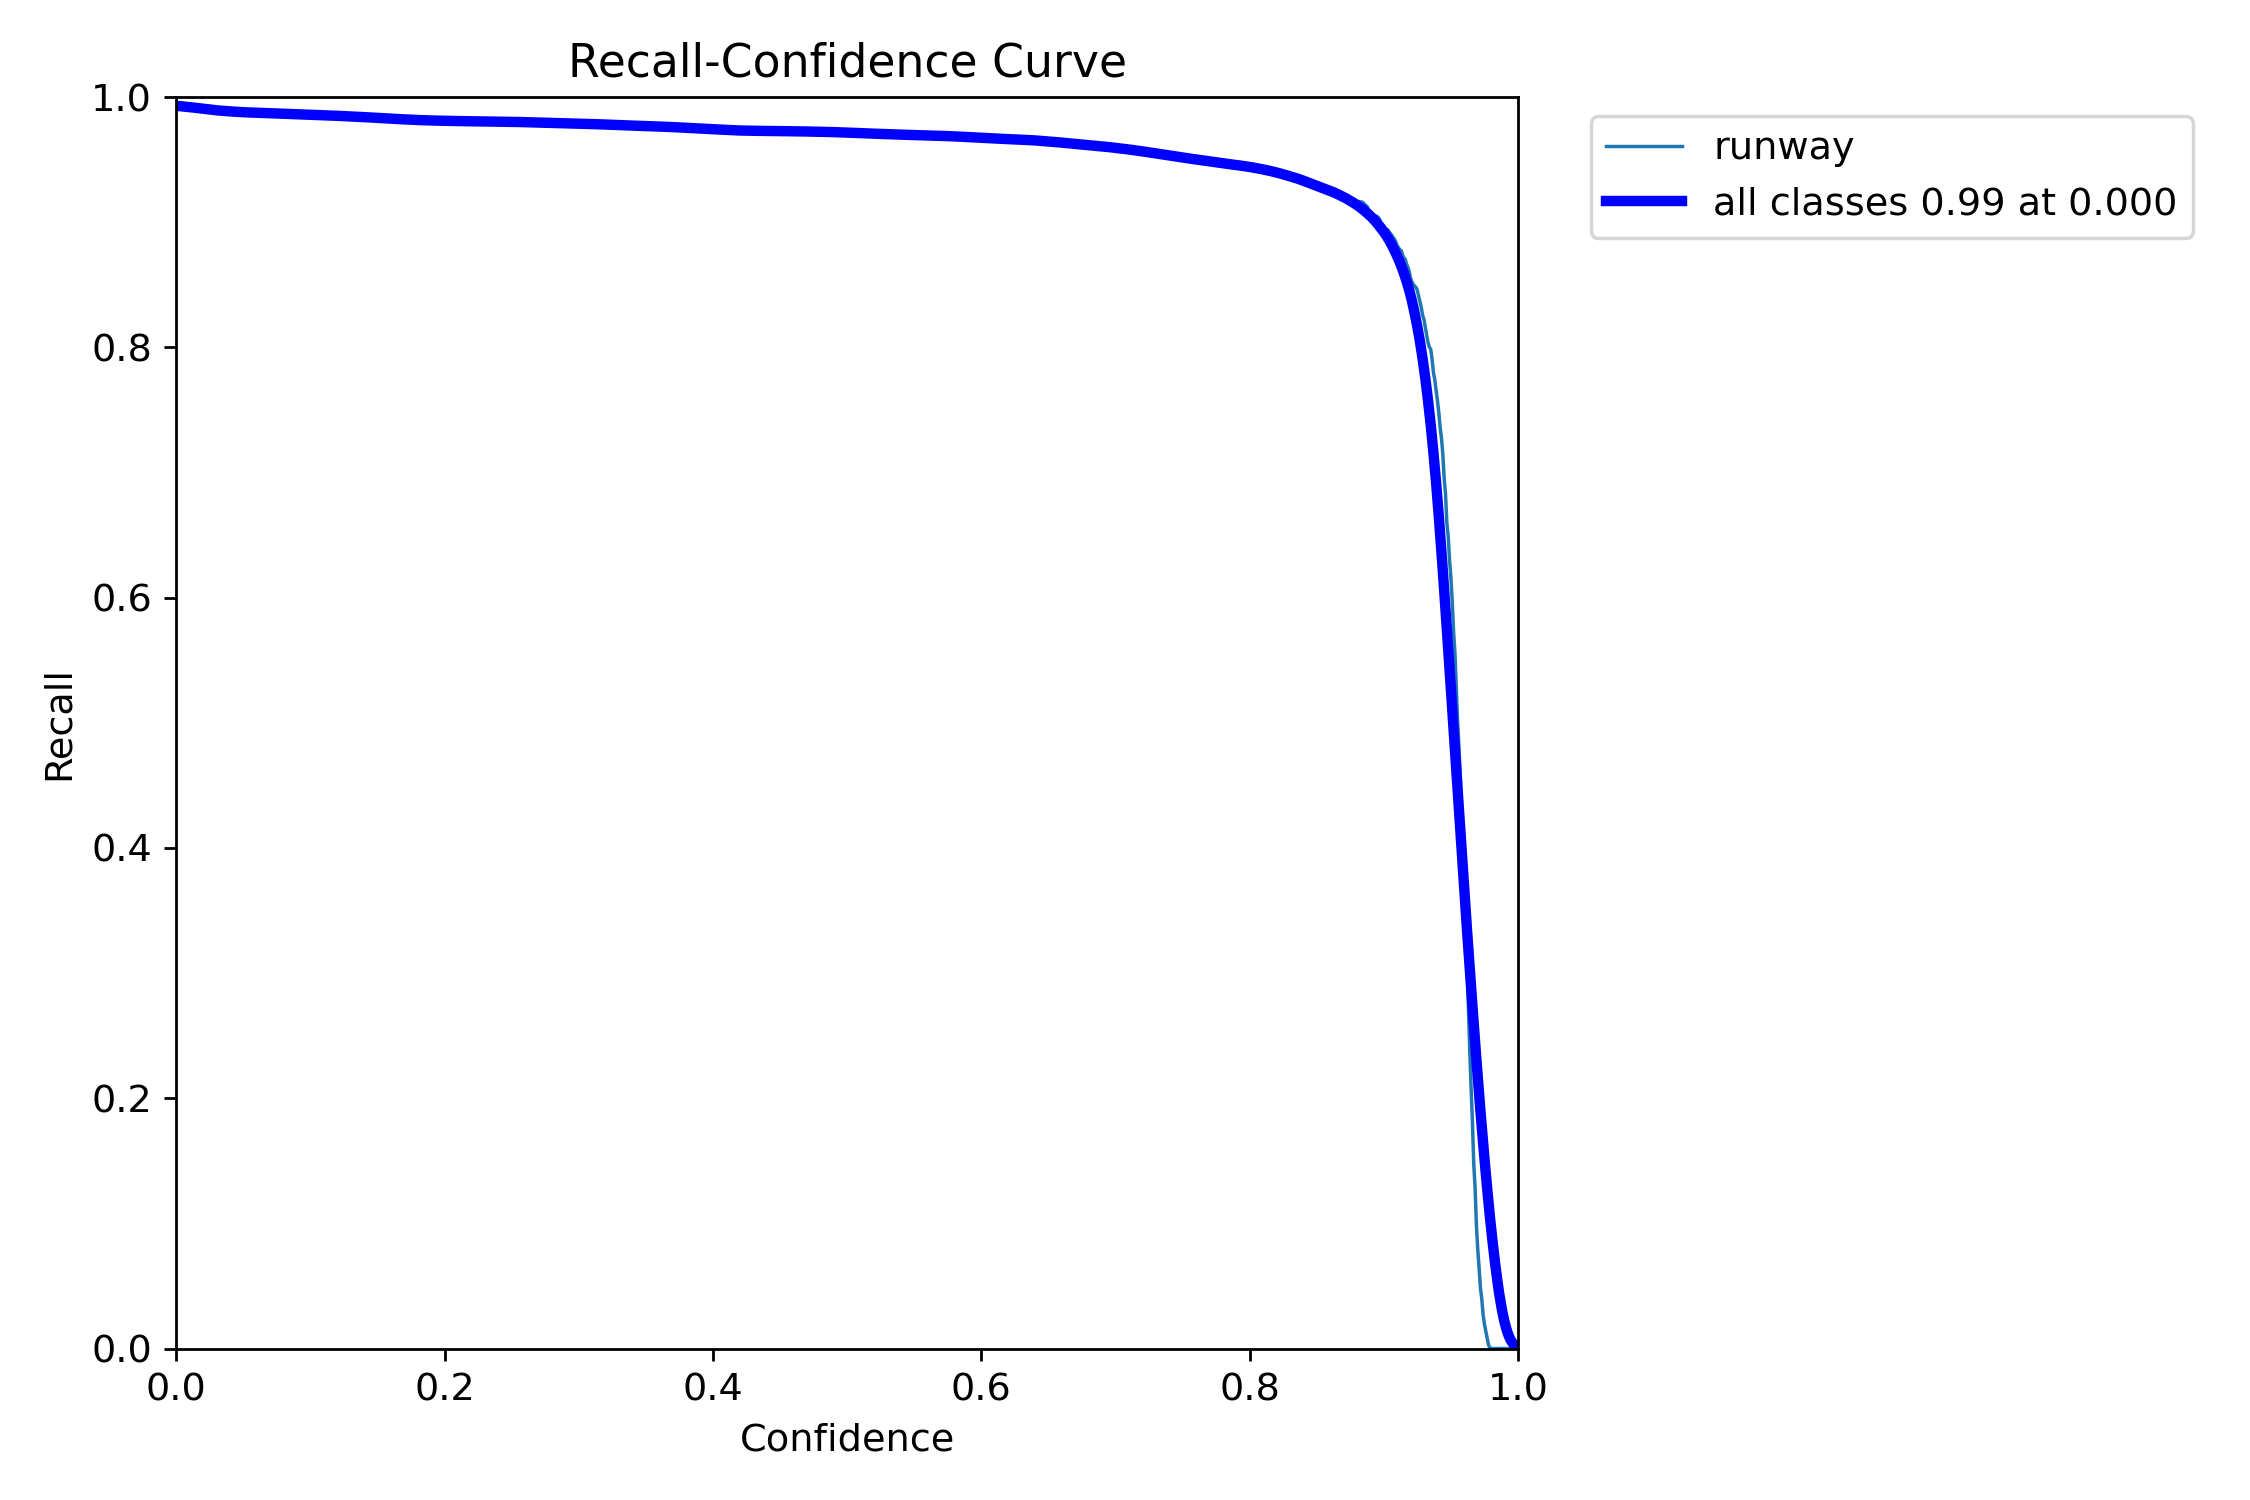 Recall-Confidence Curve
1.0
0.8
0.6
0.4
0.2
0.0
Recall
0.0 0.2 0.4 0.6 0.8 1.0
Confidence
runway
all classes 0.99 at 0.000